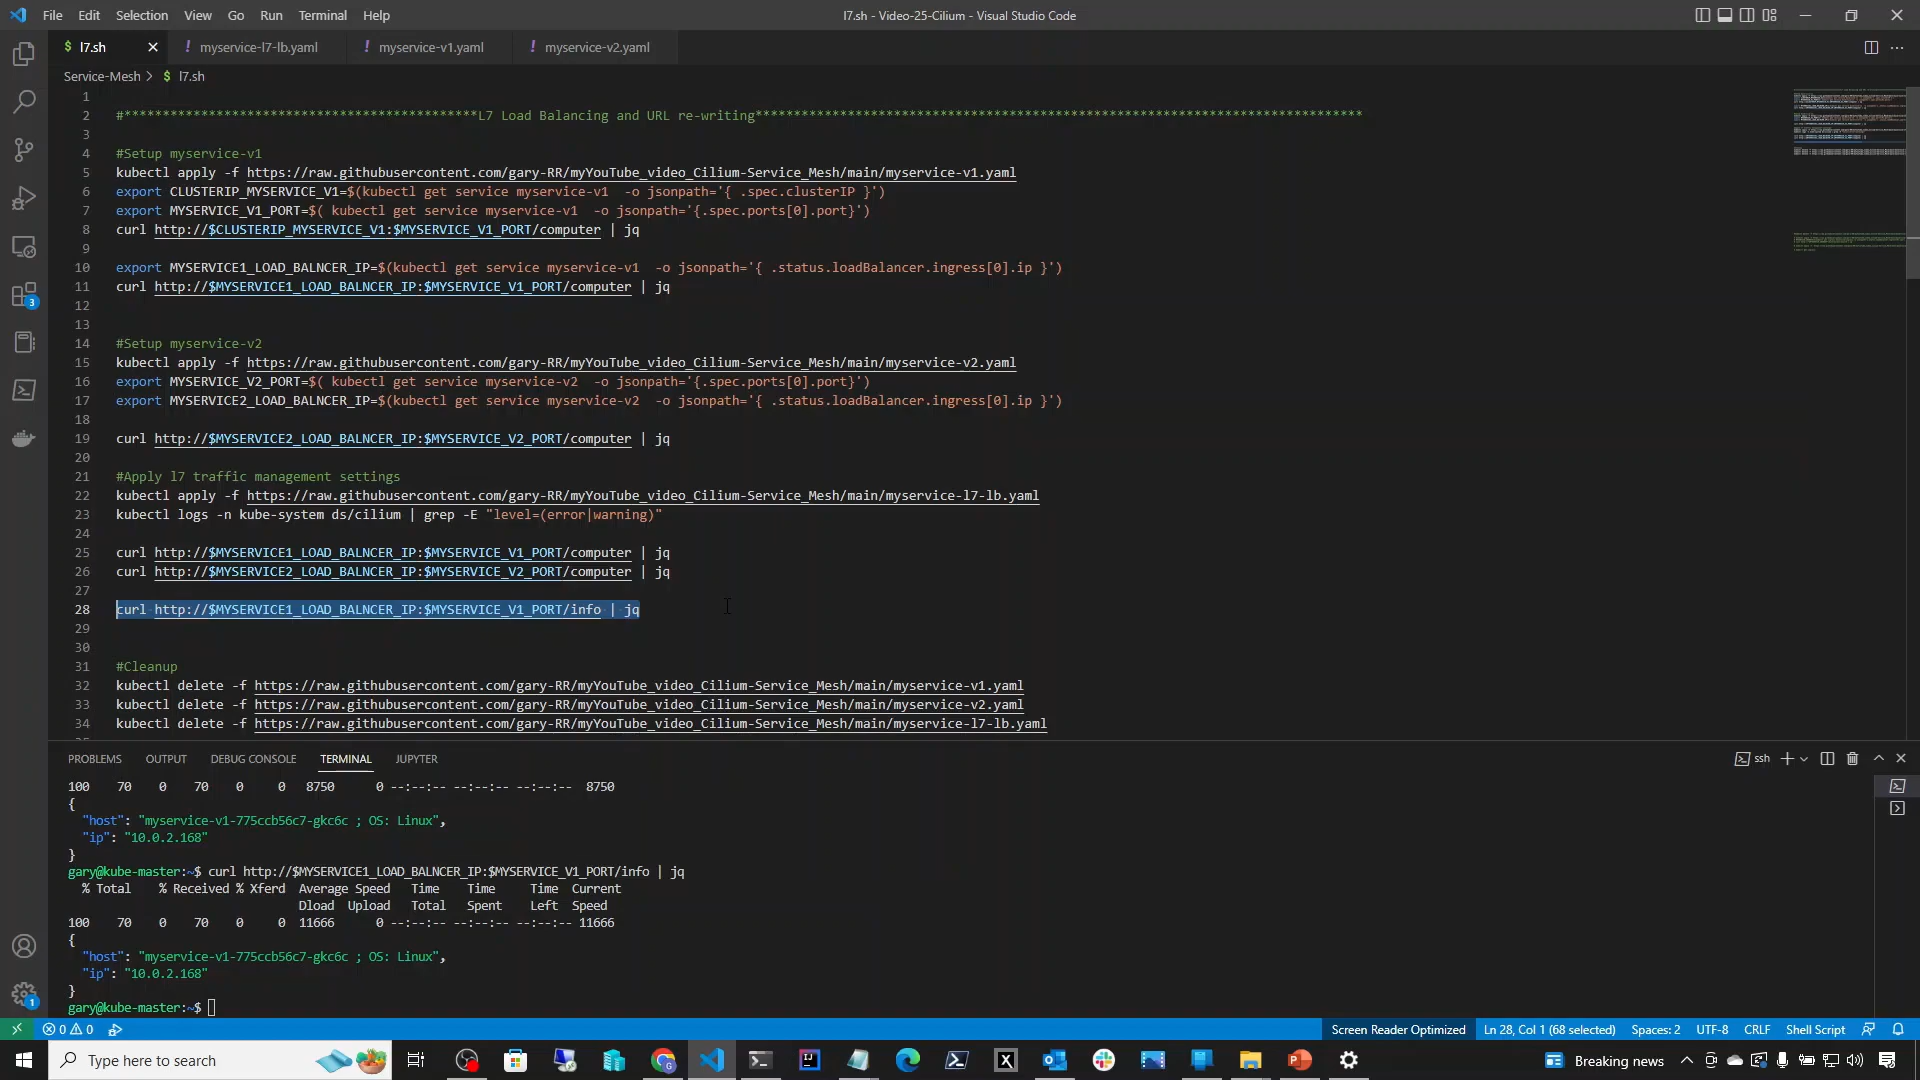 File Edit Selection View Go Run Terminal Help
l7.sh - Video-25-Cilium - Visual Studio Code
$ l7.sh
! myservice-l7-lb.yaml
! myservice-v1.yaml
! myservice-v2.yaml
Service-Mesh > $ l7.sh
1
2 #**********************************************L7 Load Balancing and URL re-writing*******************************************************************************
3
4 #Setup myservice-v1
5 kubectl apply -f https://raw.githubusercontent.com/gary-RR/myYouTube_video_Cilium-Service_Mesh/main/myservice-v1.yaml
6 export CLUSTERIP_MYSERVICE_V1=$(kubectl get service myservice-v1  -o jsonpath='{ .spec.clusterIP }')
7 export MYSERVICE_V1_PORT=$( kubectl get service myservice-v1  -o jsonpath='{.spec.ports[0].port}')
8 curl http://$CLUSTERIP_MYSERVICE_V1:$MYSERVICE_V1_PORT/computer | jq
9
10 export MYSERVICE1_LOAD_BALNCER_IP=$(kubectl get service myservice-v1  -o jsonpath='{ .status.loadBalancer.ingress[0].ip }')
11 curl http://$MYSERVICE1_LOAD_BALNCER_IP:$MYSERVICE_V1_PORT/computer | jq
12
13
14 #Setup myservice-v2
15 kubectl apply -f https://raw.githubusercontent.com/gary-RR/myYouTube_video_Cilium-Service_Mesh/main/myservice-v2.yaml
16 export MYSERVICE_V2_PORT=$( kubectl get service myservice-v2  -o jsonpath='{.spec.ports[0].port}')
17 export MYSERVICE2_LOAD_BALNCER_IP=$(kubectl get service myservice-v2  -o jsonpath='{ .status.loadBalancer.ingress[0].ip }')
18
19 curl http://$MYSERVICE2_LOAD_BALNCER_IP:$MYSERVICE_V2_PORT/computer | jq
20
21 #Apply l7 traffic management settings
22 kubectl apply -f https://raw.githubusercontent.com/gary-RR/myYouTube_video_Cilium-Service_Mesh/main/myservice-l7-lb.yaml
23 kubectl logs -n kube-system ds/cilium | grep -E "level=(error|warning)"
24
25 curl http://$MYSERVICE1_LOAD_BALNCER_IP:$MYSERVICE_V1_PORT/computer | jq
26 curl http://$MYSERVICE2_LOAD_BALNCER_IP:$MYSERVICE_V2_PORT/computer | jq
27
28 curl http://$MYSERVICE1_LOAD_BALNCER_IP:$MYSERVICE_V1_PORT/info | jq
29
30
31 #Cleanup
32 kubectl delete -f https://raw.githubusercontent.com/gary-RR/myYouTube_video_Cilium-Service_Mesh/main/myservice-v1.yaml
33 kubectl delete -f https://raw.githubusercontent.com/gary-RR/myYouTube_video_Cilium-Service_Mesh/main/myservice-v2.yaml
34 kubectl delete -f https://raw.githubusercontent.com/gary-RR/myYouTube_video_Cilium-Service_Mesh/main/myservice-l7-lb.yaml
3
PROBLEMS OUTPUT DEBUG CONSOLE TERMINAL JUPYTER
ssh
100 70 0 70 0 0 8750 0 --:--:-- --:--:-- --:--:-- 8750
{
"host": "myservice-v1-775ccb56c7-gkc6c ; OS: Linux",
"ip": "10.0.2.168"
}
gary@kube-master:~$ curl http://$MYSERVICE1_LOAD_BALNCER_IP:$MYSERVICE_V1_PORT/info | jq
% Total % Received % Xferd Average Speed Time Time Time Current
Dload Upload Total Spent Left Speed
100 70 0 70 0 0 11666 0 --:--:-- --:--:-- --:--:-- 11666
{
"host": "myservice-v1-775ccb56c7-gkc6c ; OS: Linux",
"ip": "10.0.2.168"
}
gary@kube-master:~$
1
0 0
Screen Reader Optimized
Ln 28, Col 1 (68 selected)
Spaces: 2
UTF-8
CRLF
Shell Script
Type here to search
Breaking news